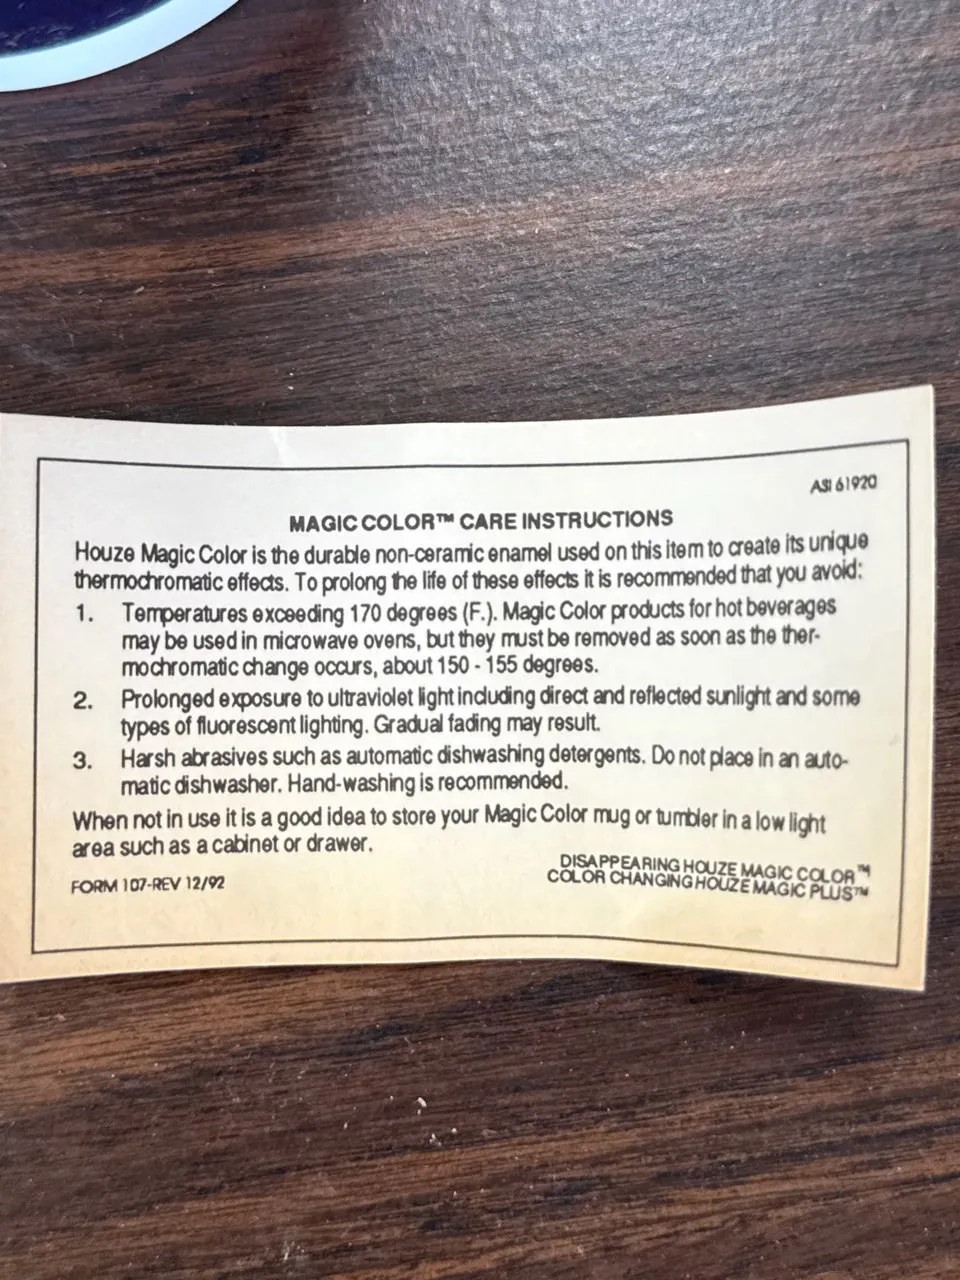 ASI 61920
MAGIC COLOR™ CARE INSTRUCTIONS
Houze Magic Color is the durable non-ceramic enamel used on this item to create its unique
thermochromatic effects. To prolong the life of these effects it is recommended that you avoid:
1. Temperatures exceeding 170 degrees (F.). Magic Color products for hot beverages
may be used in microwave ovens, but they must be removed as soon as the ther-
mochromatic change occurs, about 150 - 155 degrees.
2. Prolonged exposure to ultraviolet light including direct and reflected sunlight and some
types of fluorescent lighting. Gradual fading may result.
3. Harsh abrasives such as automatic dishwashing detergents. Do not place in an auto-
matic dishwasher. Hand-washing is recommended.
When not in use it is a good idea to store your Magic Color mug or tumbler in a low light
area such as a cabinet or drawer.
FORM 107-REV 12/92
DISAPPEARING HOUZE MAGIC COLOR™
COLOR CHANGING HOUZE MAGIC PLUS™